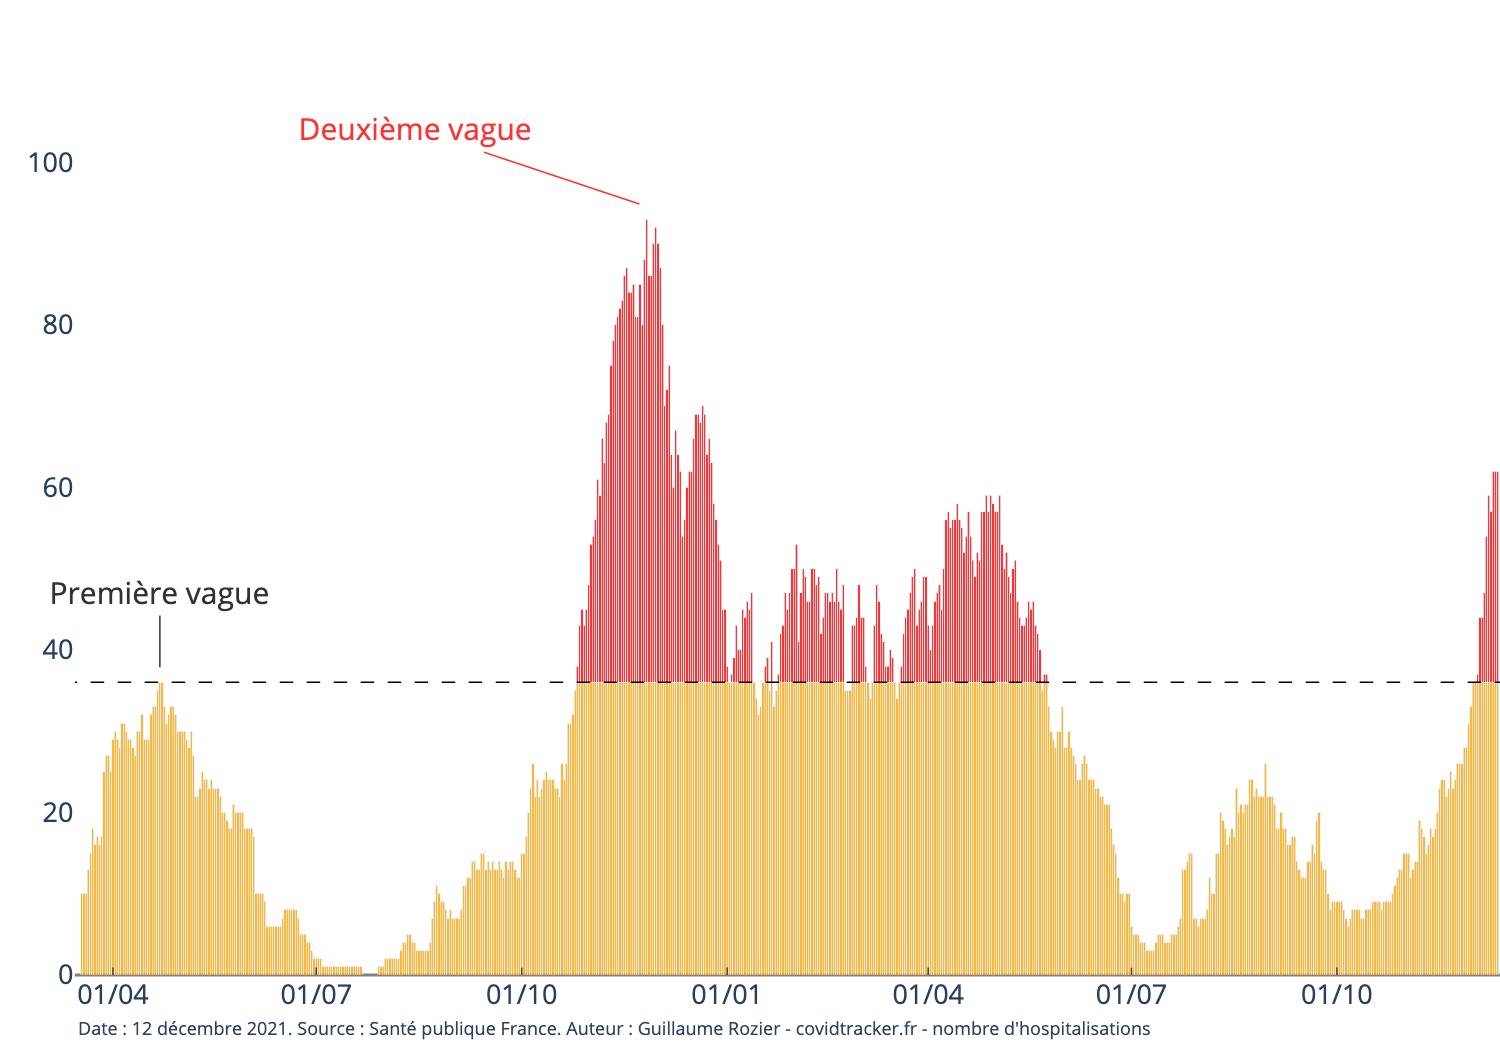 Deuxième vague
100
80
60
Première vague
40
20
0
01/04 01/07 01/10 01/01 01/04 01/07 01/10
Date : 12 décembre 2021. Source : Santé publique France. Auteur : Guillaume Rozier - covidtracker.fr - nombre d'hospitalisations